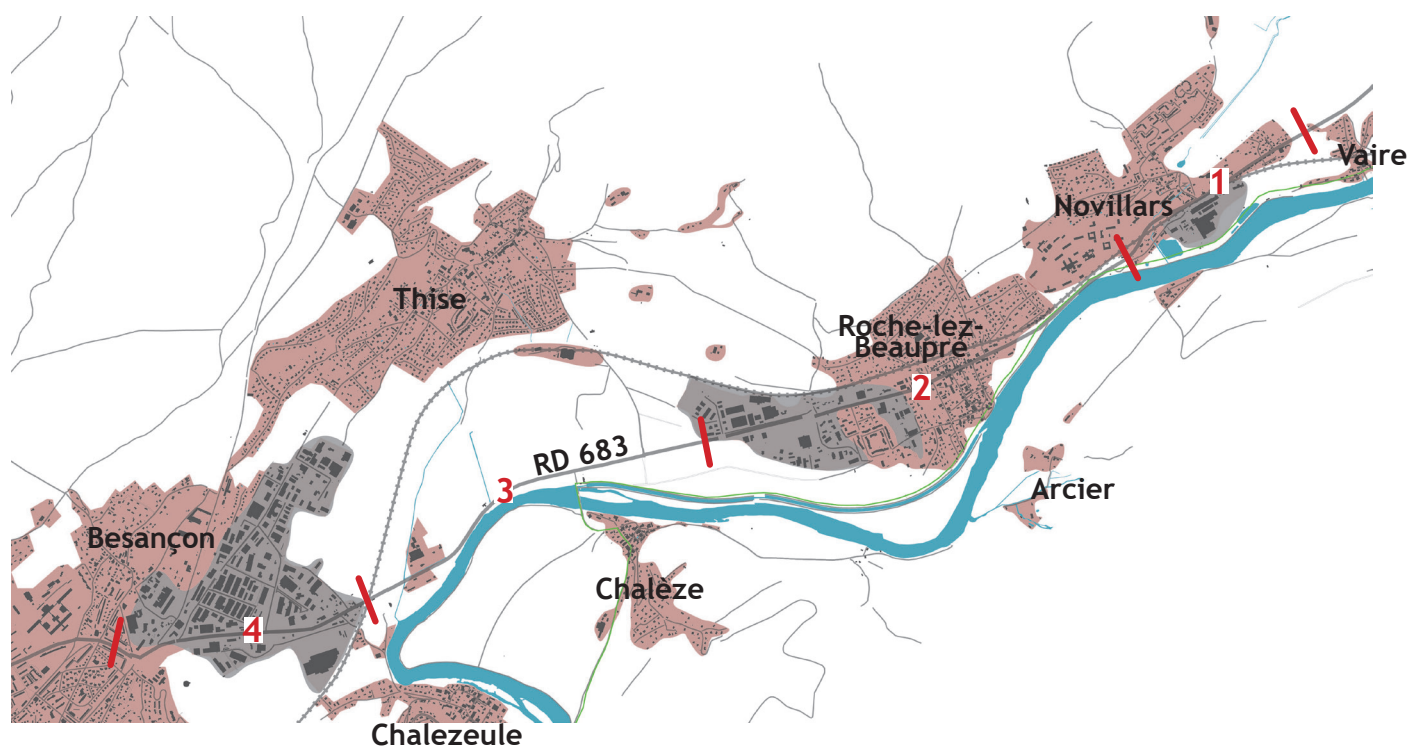 Vaire
1
Novillars
Thise
Roche-lez-
Beaupre
2
RD 683
3
Arcier
Besançon
Chalèze
4
Chalezeule